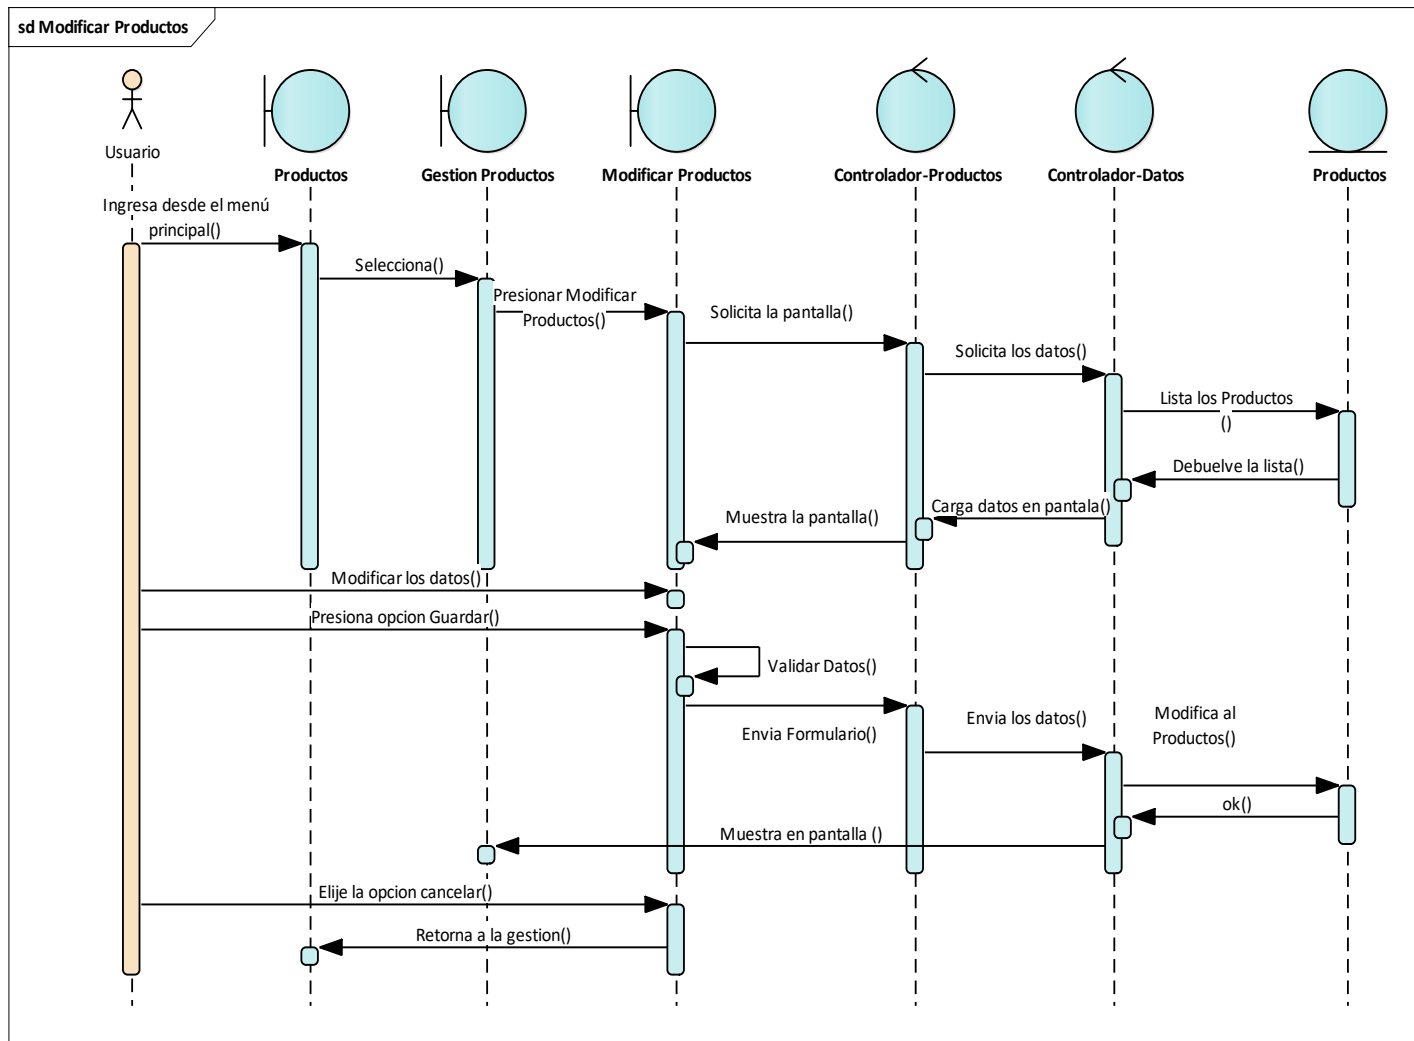 sd Modificar Productos
Usuario
Productos
Gestion Productos
Modificar Productos
Controlador-Productos
Controlador-Datos
Productos
Ingresa desde el menú
principal()
Selecciona()
Presionar Modificar
Productos()
Solicita la pantalla()
Solicita los datos()
Lista los Productos
()
Debuelve la lista()
Carga datos en pantala()
Muestra la pantalla()
Modificar los datos()
Presiona opcion Guardar()
Validar Datos()
Envia Formulario()
Envia los datos()
Modifica al
Productos()
ok()
Muestra en pantalla ()
Elije la opcion cancelar()
Retorna a la gestion()